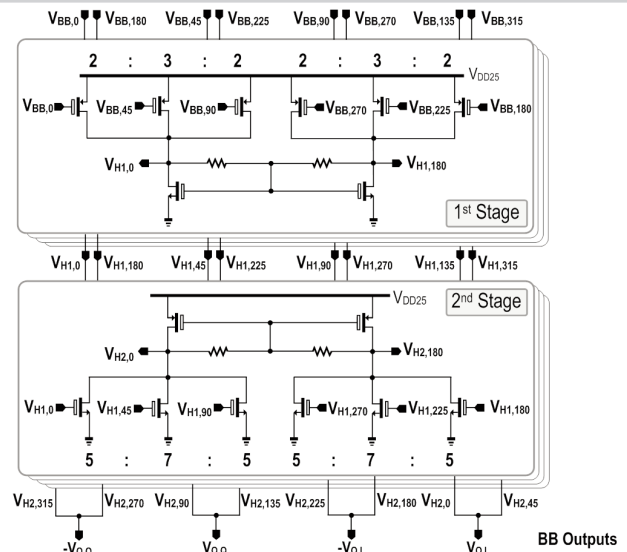 VBB,0 VBB,180 VBB,45 VBB,225 VBB,90 VBB,270 VBB,135 VBB,315
2 : 3 : 2 2 : 3 : 2
VDD25
VBB,0 VBB,45 VBB,90 VBB,270 VBB,225 VBB,180
VH1,0 VH1,180
1st Stage
VH1,0 VH1,180 VH1,45 VH1,225 VH1,90 VH1,270 VH1,135 VH1,315
VDD25 2nd Stage
VH2,0 VH2,180
VH1,0 VH1,45 VH1,90 VH1,270 VH1,225 VH1,180
5 : 7 : 5 5 : 7 : 5
VH2,315 VH2,270 VH2,90 VH2,135 VH2,225 VH2,180 VH2,0 VH2,45
BB Outputs